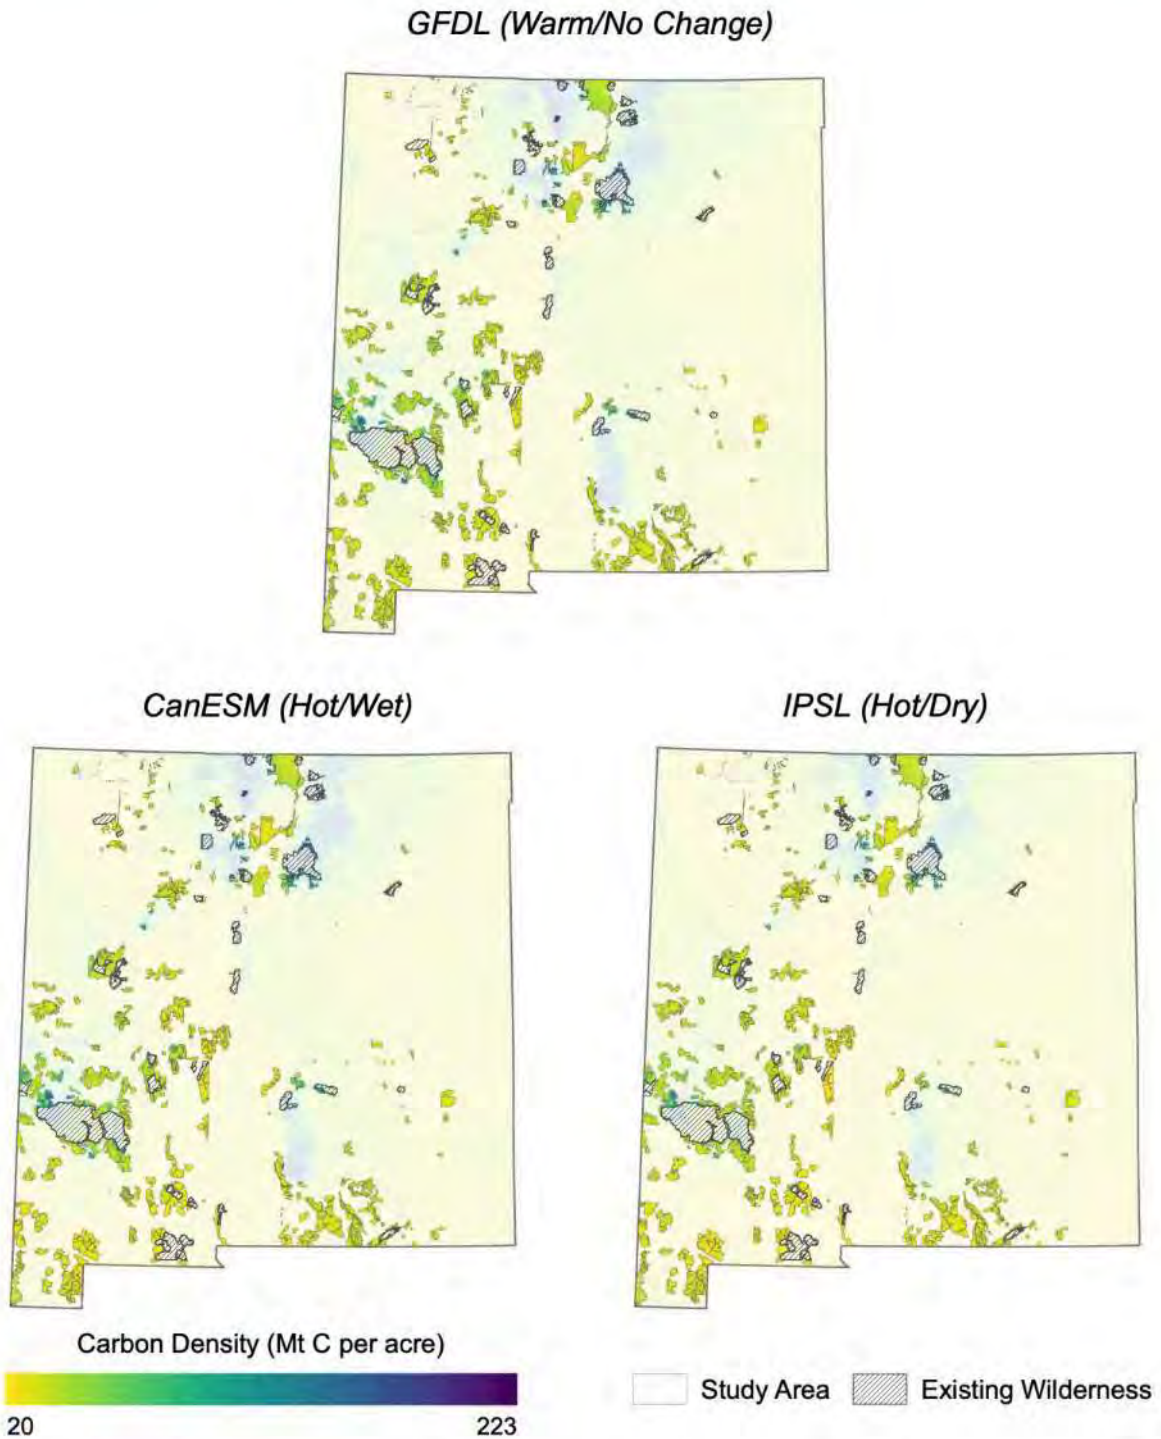 GFDL (Warm/No Change)
CanESM (Hot/Wet)
IPSL (Hot/Dry)
Carbon Density (Mt C per acre)
20
223
Study Area
Existing Wilderness